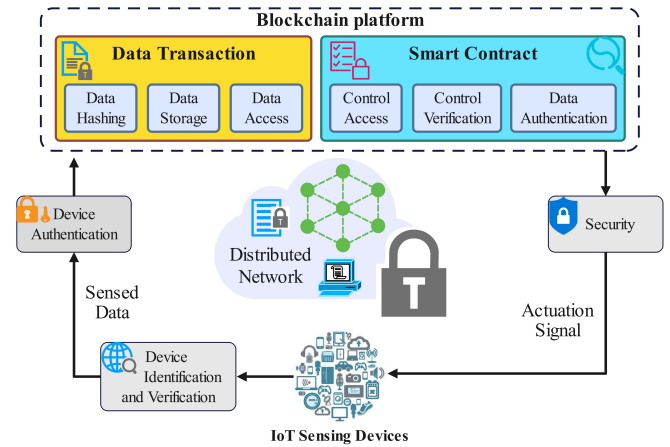 Blockchain platform
Data Transaction
Smart Contract
Data
Hashing
Data
Storage
Data
Access
Control
Access
Control
Verification
Data
Authentication
Device
Authentication
Distributed
Network
T
Security
Sensed
Data
Actuation
Signal
Device
Identification
and Verification
IoT Sensing Devices